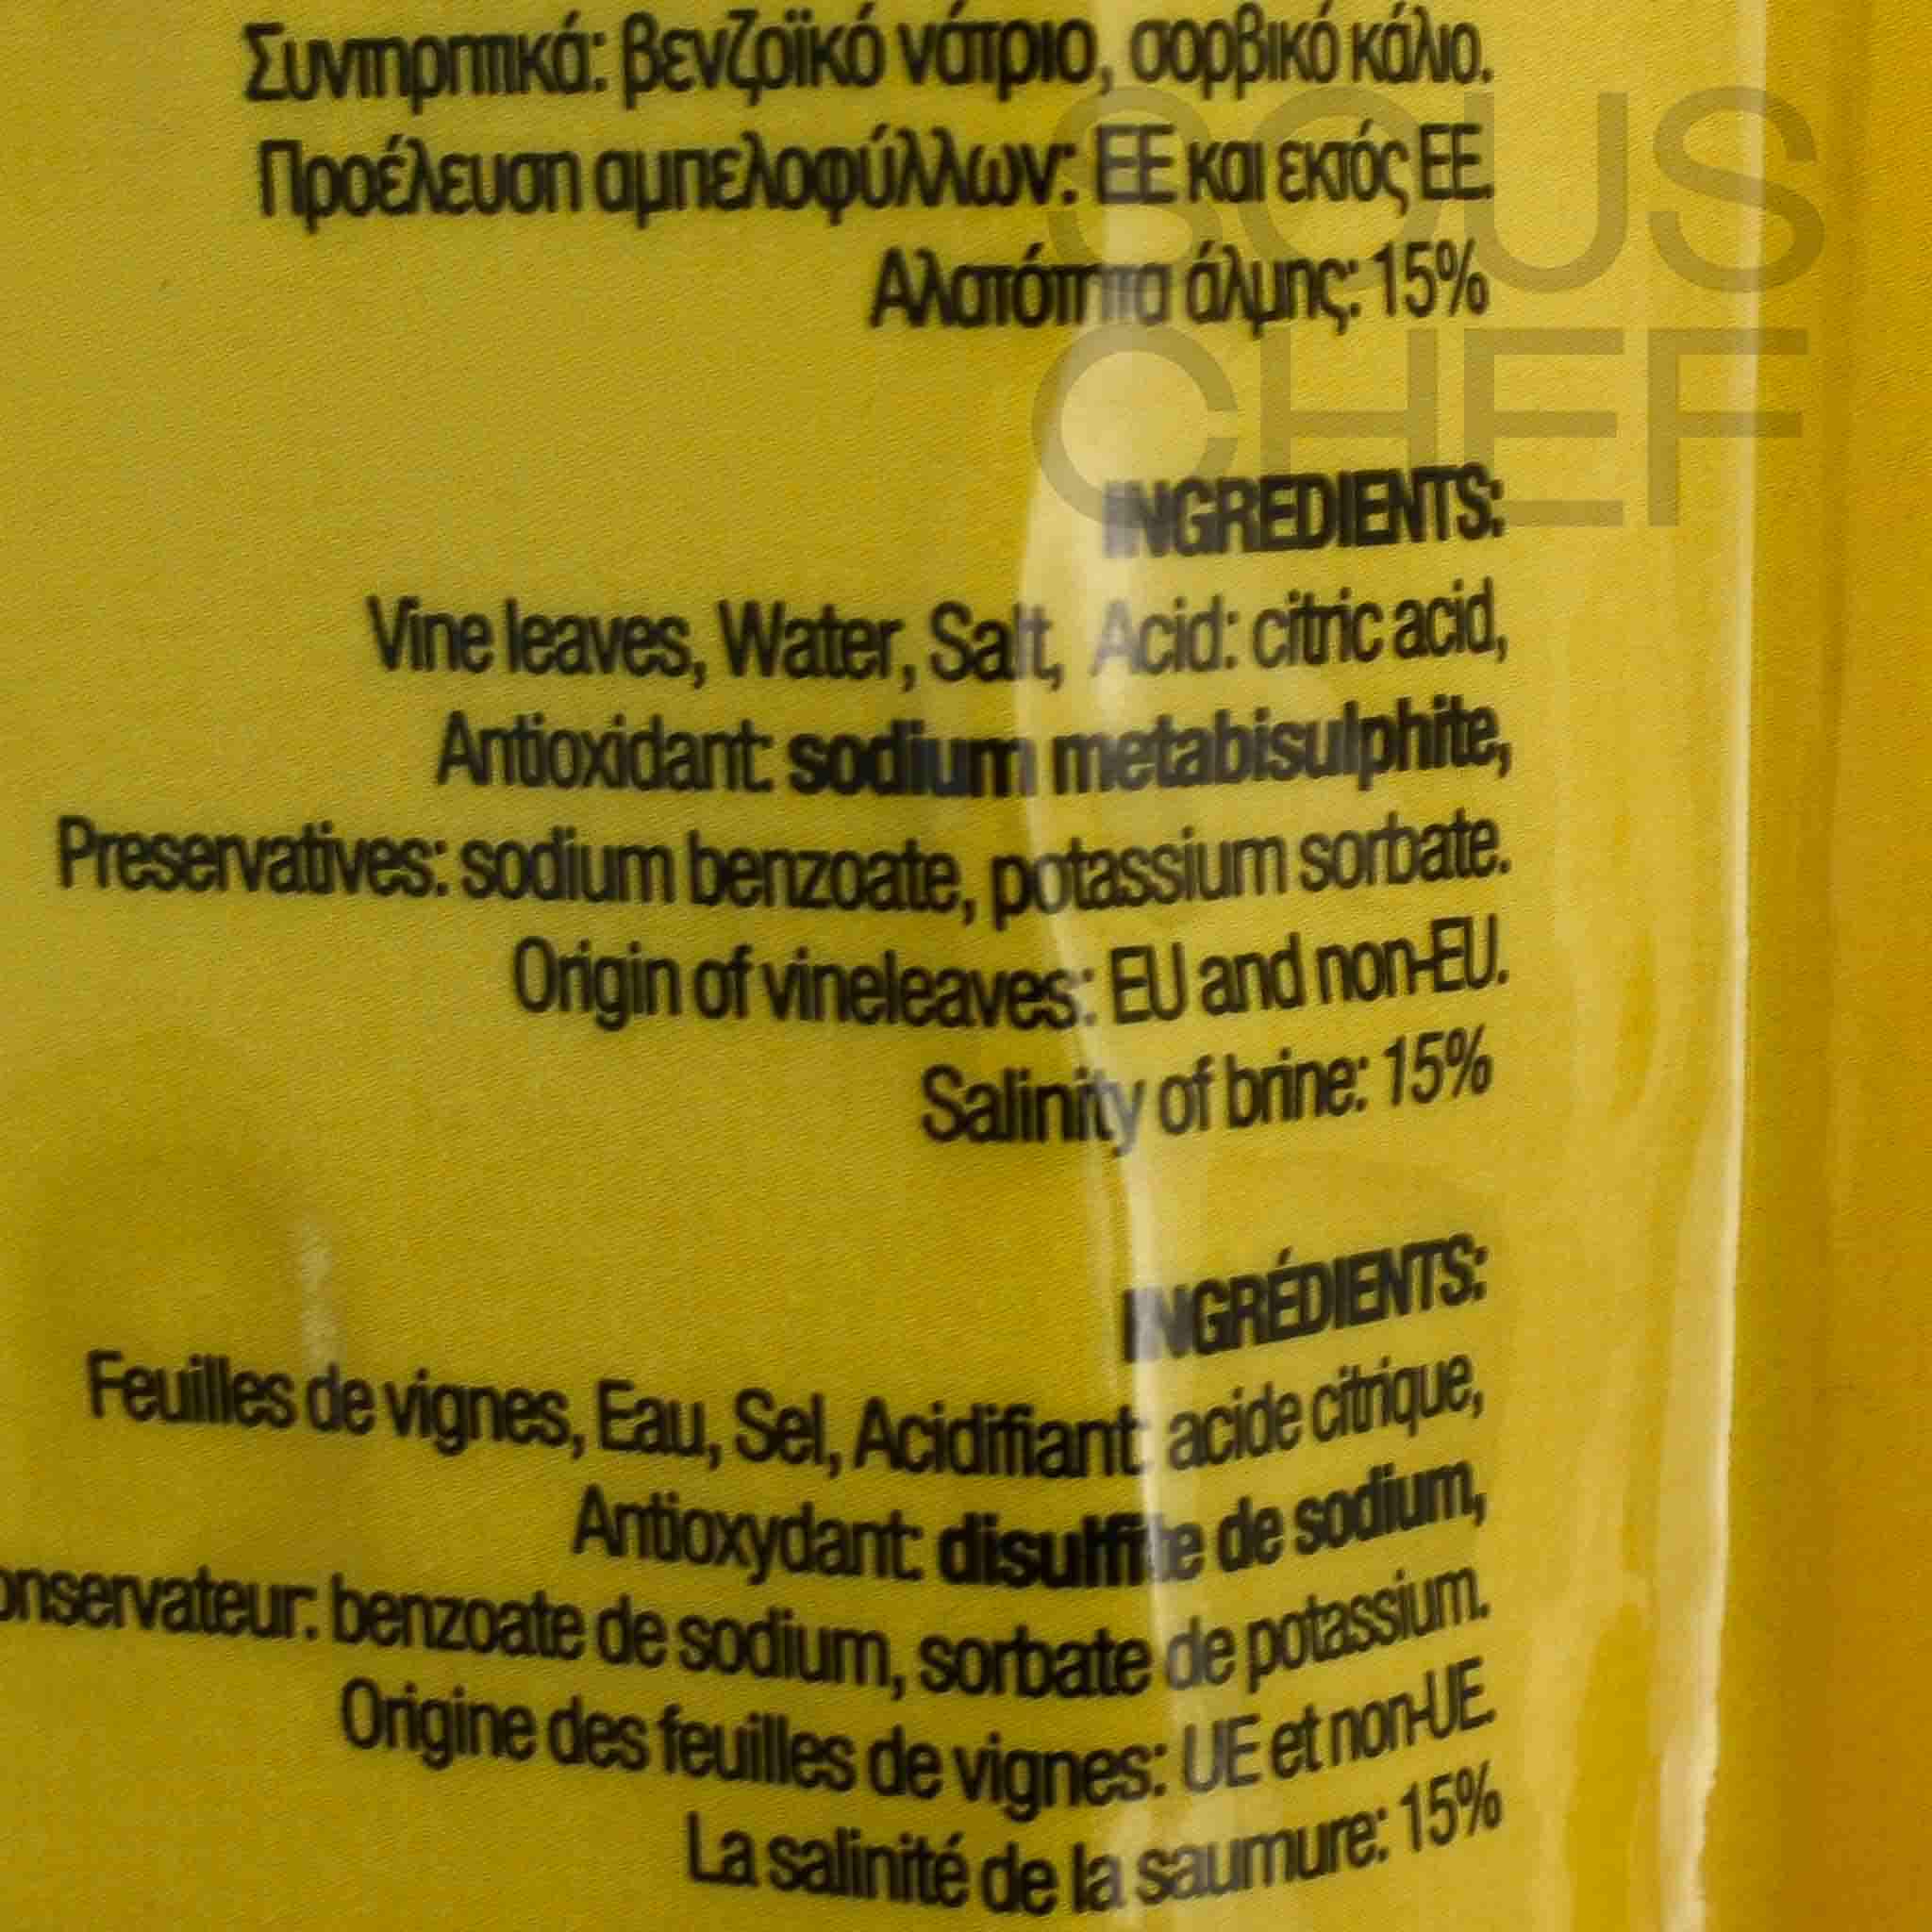 Συντηρητικά: βενζοϊκό νάτριο, σορβικό κάλιο.
Προέλευση αμπελοφύλλων: ΕΕ και εκτός ΕΕ.
Αλατότητα άλμης: 15%
SOUS
CHEF
INGREDIENTS:
Vine leaves, Water, Salt, Acid: citric acid,
Antioxidant: sodium metabisulphite,
Preservatives: sodium benzoate, potassium sorbate.
Origin of vineleaves: EU and non-EU.
Salinity of brine: 15%
INGRÉDIENTS:
Feuilles de vignes, Eau, Sel, Acidifiant: acide citrique,
Antioxydant: disulfite de sodium,
onservateur: benzoate de sodium, sorbate de potassium.
Origine des feuilles de vignes: UE et non-UE.
La salinité de la saumure: 15%